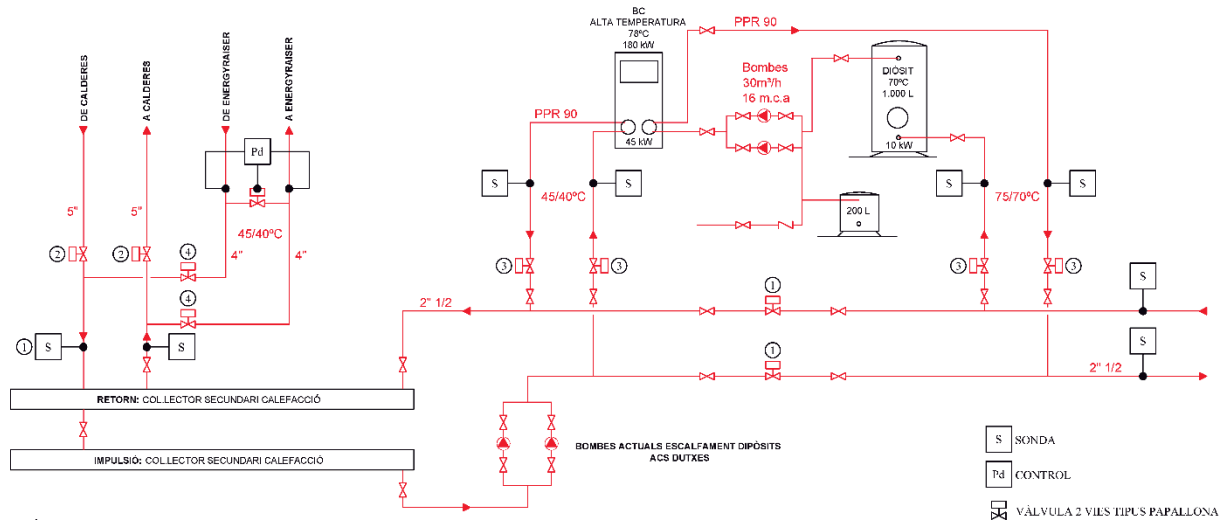 DE CALDERES
A CALDERES
DE ENERGYRAISER
A ENERGYRAISER
Pd
5"
5"
45/40ºC
4"
4"
2
2
4
4
1
S
S
RETORN: COL.LECTOR SECUNDARI CALEFACCIÓ
IMPULSIÓ: COL.LECTOR SECUNDARI CALEFACCIÓ
BC
ALTA TEMPERATURA
78ºC
180 kW
45 kW
PPR 90
PPR 90
Bombes
30m³/h
16 m.c.a
DIÒSIT
70ºC
1.000 L
10 kW
200 L
S
S
S
S
45/40ºC
75/70ºC
3
3
3
3
2" 1/2
1
1
S
S
2" 1/2
BOMBES ACTUALS ESCALFAMENT DIPÒSITS
ACS DUTXES
S SONDA
Pd CONTROL
VÀLVULA 2 VIES TIPUS PAPALLONA